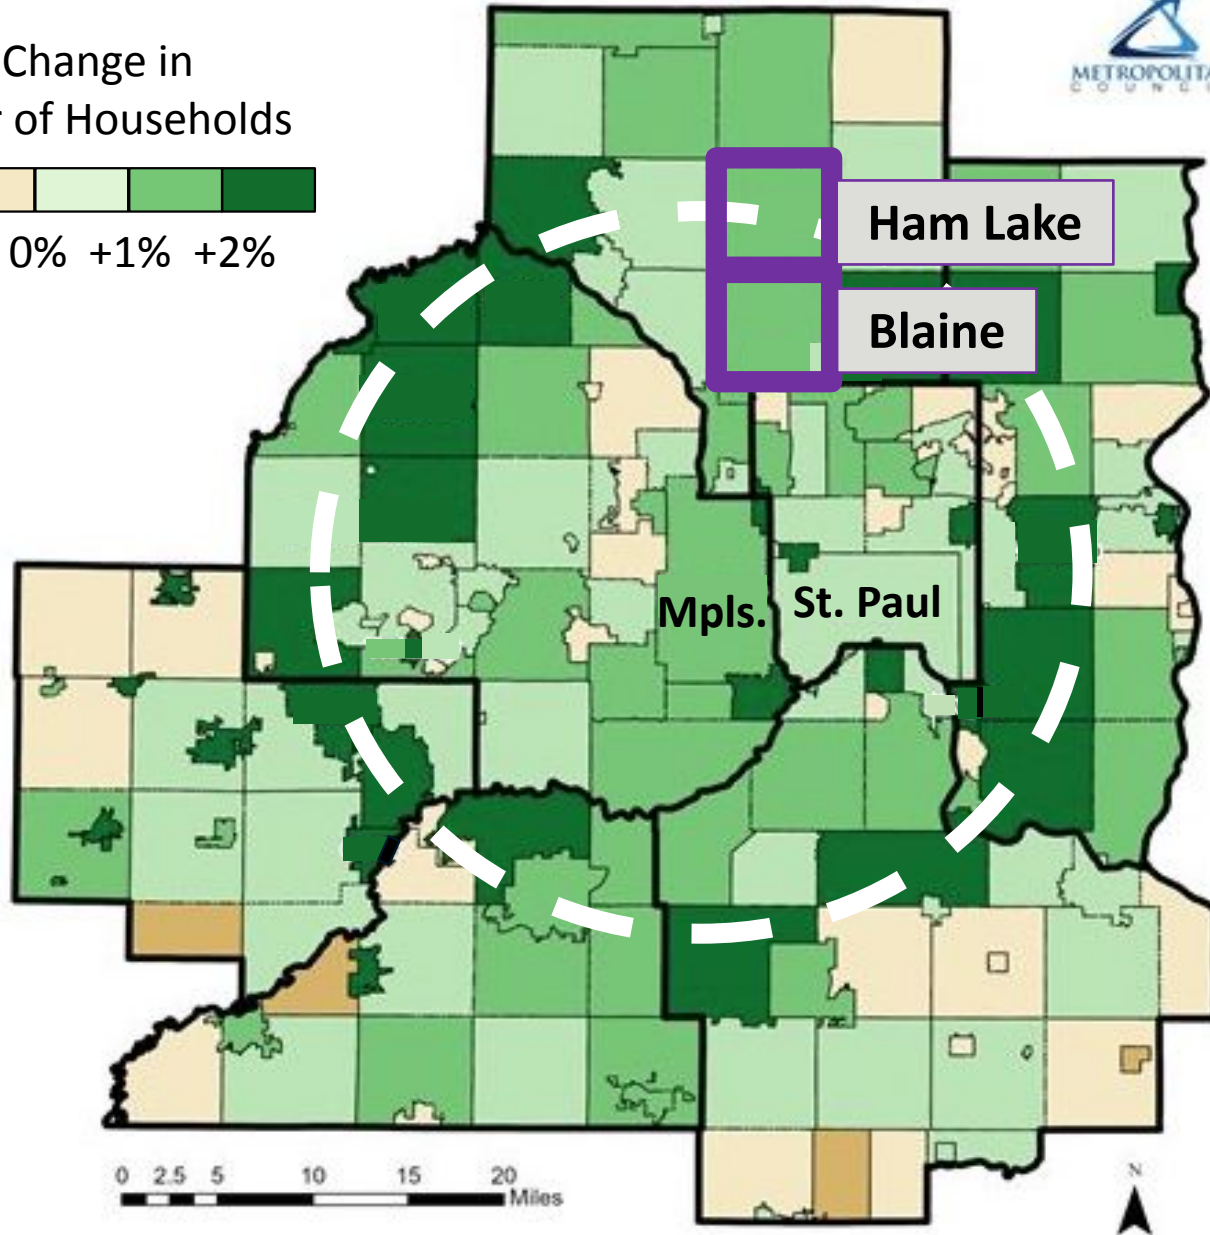 Change in
r of Households
0% +1% +2%
METROPOLITA
COUNC
Ham Lake
Blaine
Mpls.
St. Paul
0 2.5 5 10 15 20
Miles
N